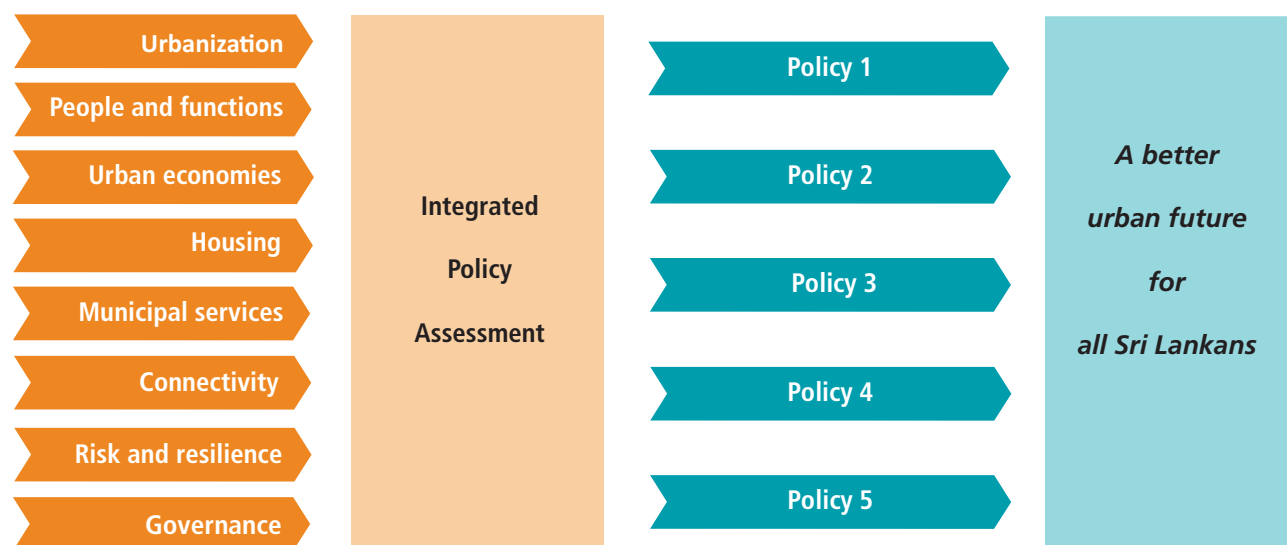 Urbanization
People and functions
Urban economies
Housing
Municipal services
Connectivity
Risk and resilience
Governance
Integrated
Policy
Assessment
Policy 1
Policy 2
Policy 3
Policy 4
Policy 5
A better
urban future
for
all Sri Lankans